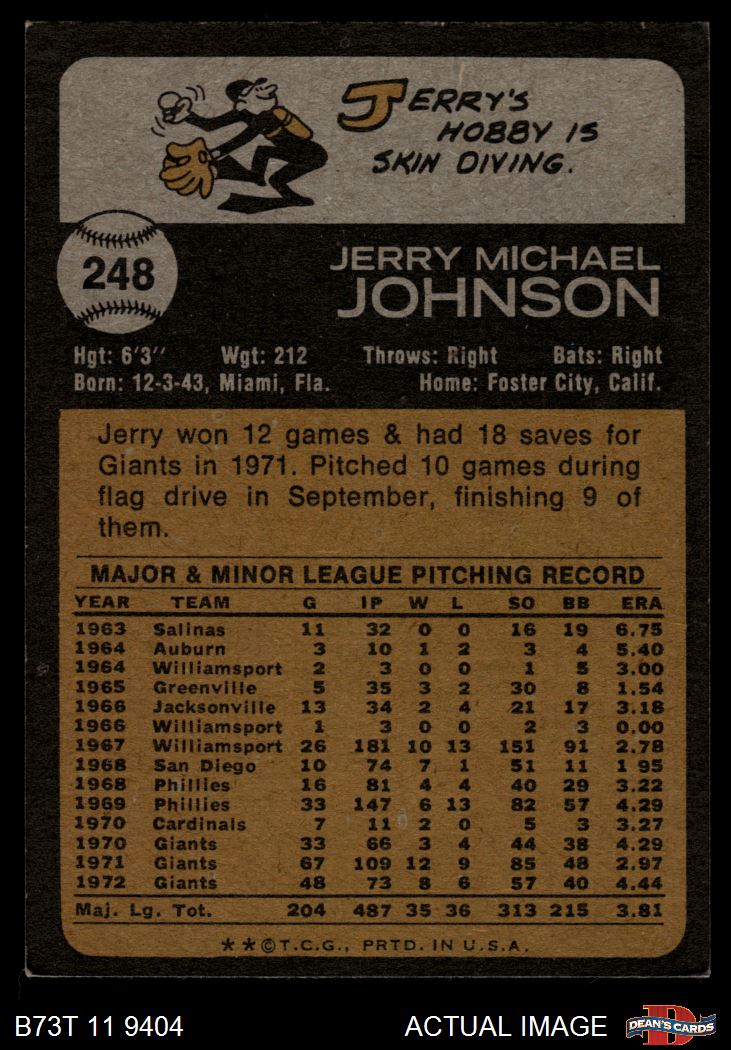 JERRY'S
HOBBY IS
SKIN DIVING.
248
JERRY MICHAEL
JOHNSON
Hgt: 6'3" Wgt: 212 Throws: Right Bats: Right
Born: 12-3-43, Miami, Fla. Home: Foster City, Calif.
Jerry won 12 games & had 18 saves for
Giants in 1971. Pitched 10 games during
flag drive in September, finishing 9 of
them.
MAJOR & MINOR LEAGUE PITCHING RECORD
YEAR TEAM G IP W L SO BB ERA
1963 Salinas 11 32 0 0 16 19 6.75
1964 Auburn 3 10 1 2 3 4 5.40
1964 Williamsport 2 3 0 0 1 5 3.00
1965 Greenville 5 35 3 2 30 8 1.54
1966 Jacksonville 13 34 2 4 21 17 3.18
1966 Williamsport 1 3 0 0 2 3 0.00
1967 Williamsport 26 181 10 13 151 91 2.78
1968 San Diego 10 74 7 1 51 11 1 95
1968 Phillies 16 81 4 4 40 29 3.22
1969 Phillies 33 147 6 13 82 57 4.29
1970 Cardinals 7 11 2 0 5 3 3.27
1970 Giants 33 66 3 4 44 38 4.29
1971 Giants 67 109 12 9 85 48 2.97
1972 Giants 48 73 8 6 57 40 4.44
Maj. Lg. Tot. 204 487 35 36 313 215 3.81
★★©T.C.G., PRTD. IN U.S.A.
B73T 11 9404 ACTUAL IMAGE D DEAN'S CARDS